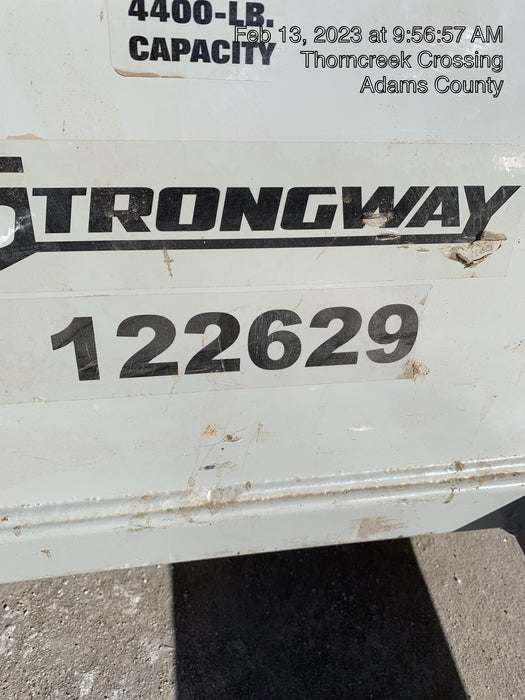 4400-LB.
CAPACITY
Feb 13, 2023 at 9:56:57 AM
Thorncreek Crossing
Adams County
STRONGWAY
122629